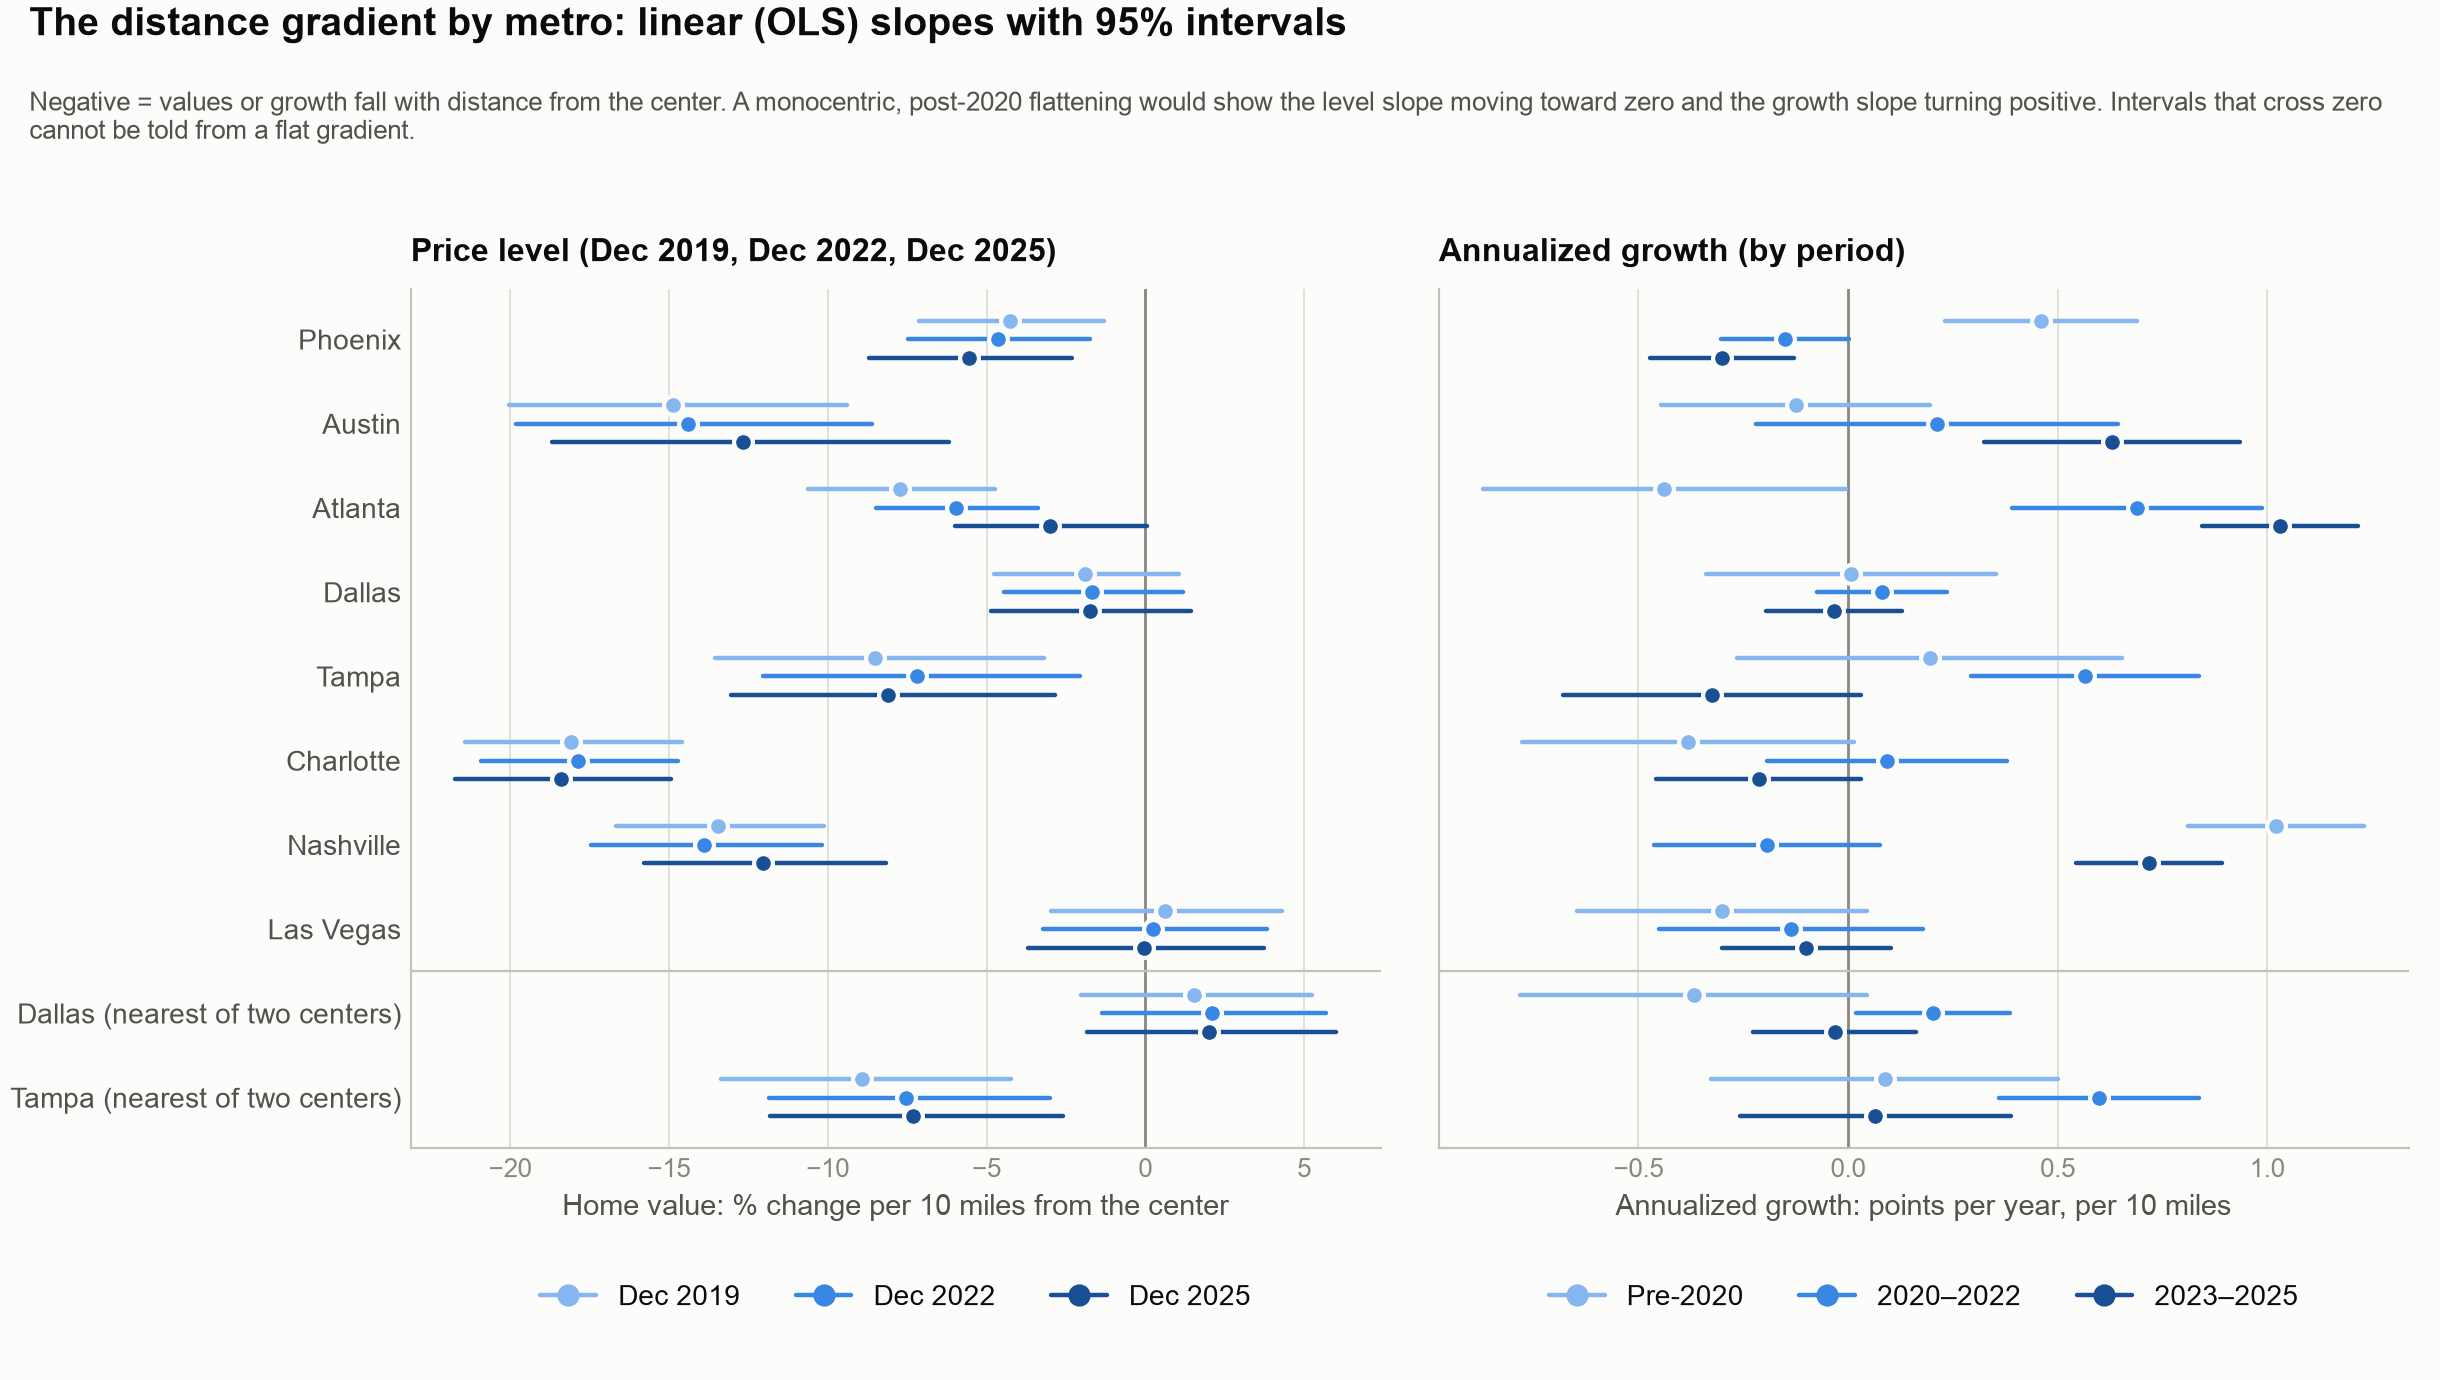 The distance gradient by metro: linear (OLS) slopes with 95% intervals
Negative = values or growth fall with distance from the center. A monocentric, post-2020 flattening would show the level slope moving toward zero and the growth slope turning positive. Intervals that cross zero
cannot be told from a flat gradient.
Price level (Dec 2019, Dec 2022, Dec 2025)
Annualized growth (by period)
Phoenix
Austin
Atlanta
Dallas
Tampa
Charlotte
Nashville
Las Vegas
Dallas (nearest of two centers)
Tampa (nearest of two centers)
−20 −15 −10 −5 0 5
Home value: % change per 10 miles from the center
−0.5 0.0 0.5 1.0
Annualized growth: points per year, per 10 miles
Dec 2019 Dec 2022 Dec 2025
Pre-2020 2020–2022 2023–2025